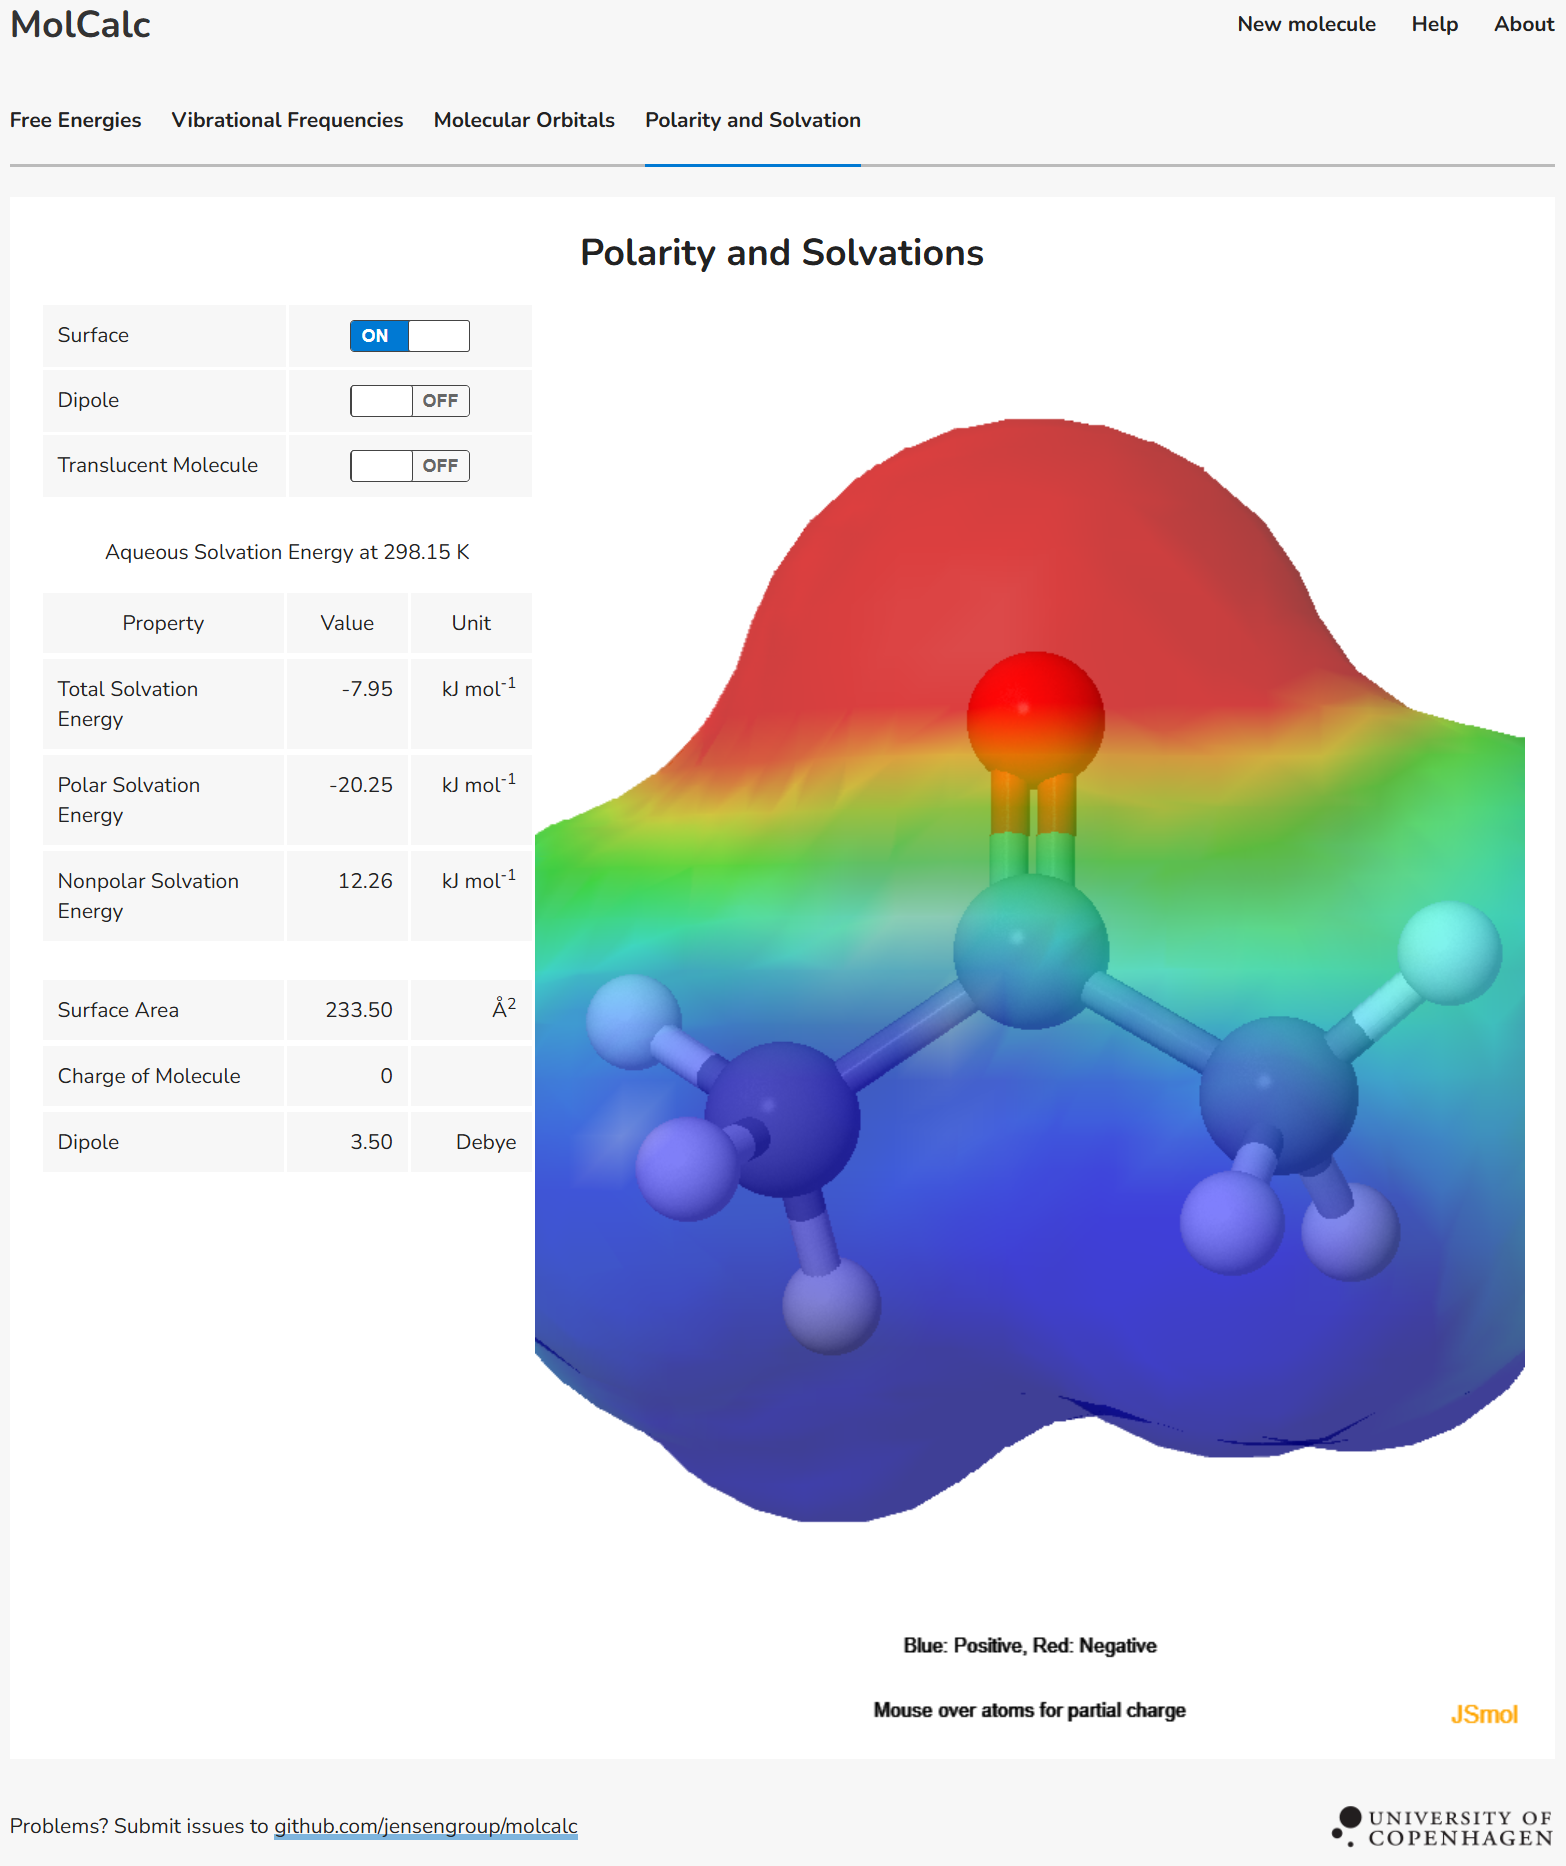 MolCalc
New molecule Help About
Free Energies Vibrational Frequencies Molecular Orbitals Polarity and Solvation
Polarity and Solvations
Surface ON
Dipole OFF
Translucent Molecule OFF
Aqueous Solvation Energy at 298.15 K
Property Value Unit
Total Solvation Energy -7.95 kJ mol⁻¹
Polar Solvation Energy -20.25 kJ mol⁻¹
Nonpolar Solvation Energy 12.26 kJ mol⁻¹
Surface Area 233.50 Å²
Charge of Molecule 0
Dipole 3.50 Debye
Blue: Positive, Red: Negative
Mouse over atoms for partial charge
JSmol
Problems? Submit issues to github.com/jensengroup/molcalc
UNIVERSITY OF
COPENHAGEN